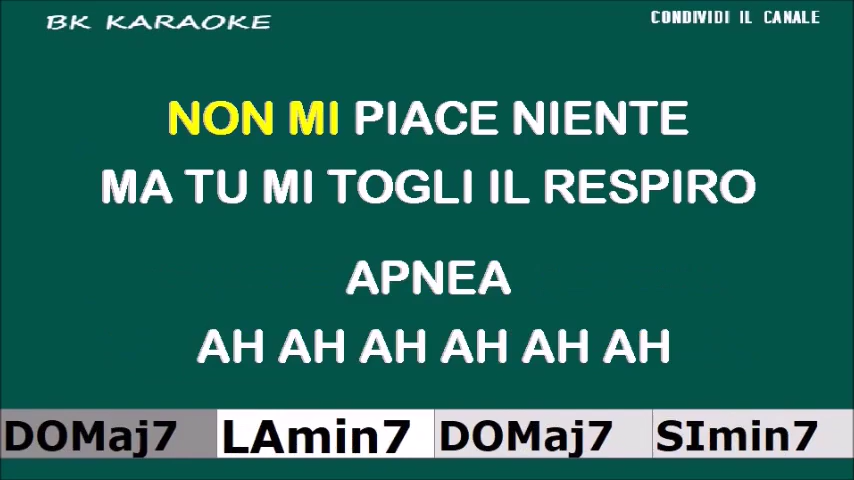 BK KARAOKE
CONDIVIDI IL CANALE
NON MI PIACE NIENTE
MA TU MI TOGLI IL RESPIRO
APNEA
AH AH AH AH AH AH
DOMaj7 LAmin7 DOMaj7 SImin7